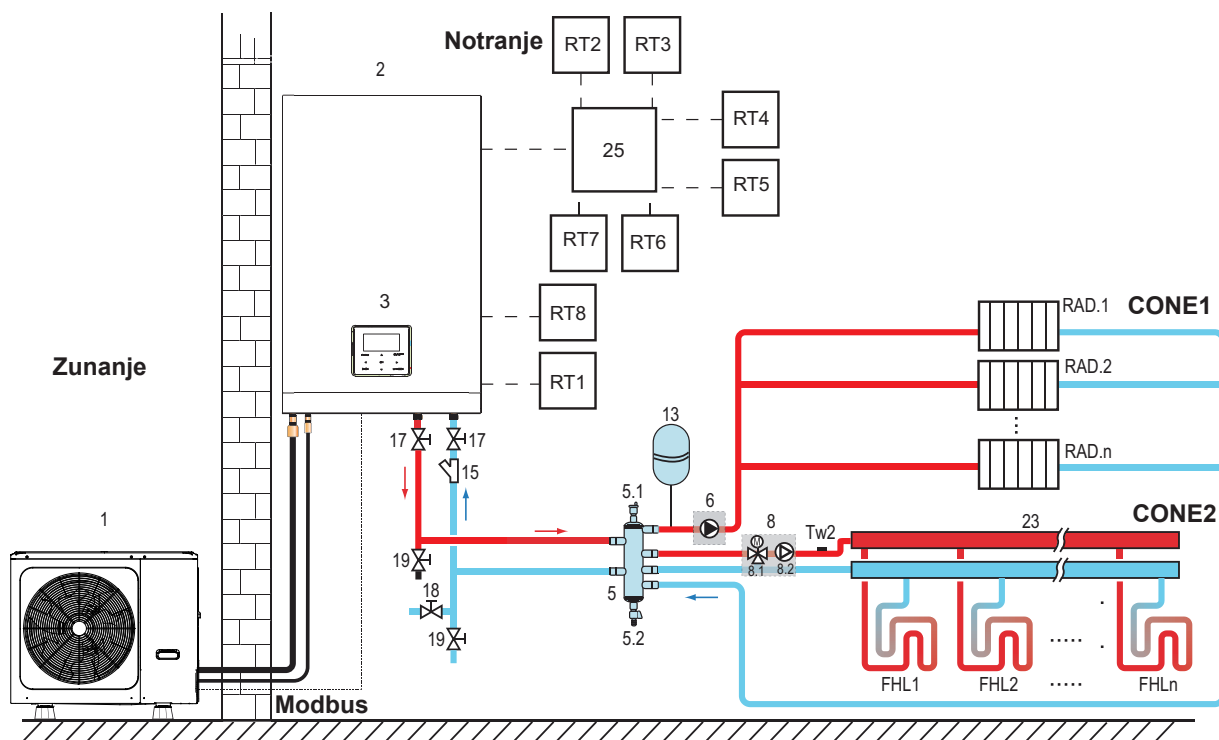 Notranje
RT2
RT3
2
RT4
25
RT5
RT7
RT6
3
RT8
RT1
Zunanje
RAD.1
CONE1
RAD.2
RAD.n
13
17
17
15
5.1
6
8
Tw2
23
CONE2
M
8.1
8.2
1
19
18
5
19
5.2
FHL1
FHL2
.....
FHLn
Modbus